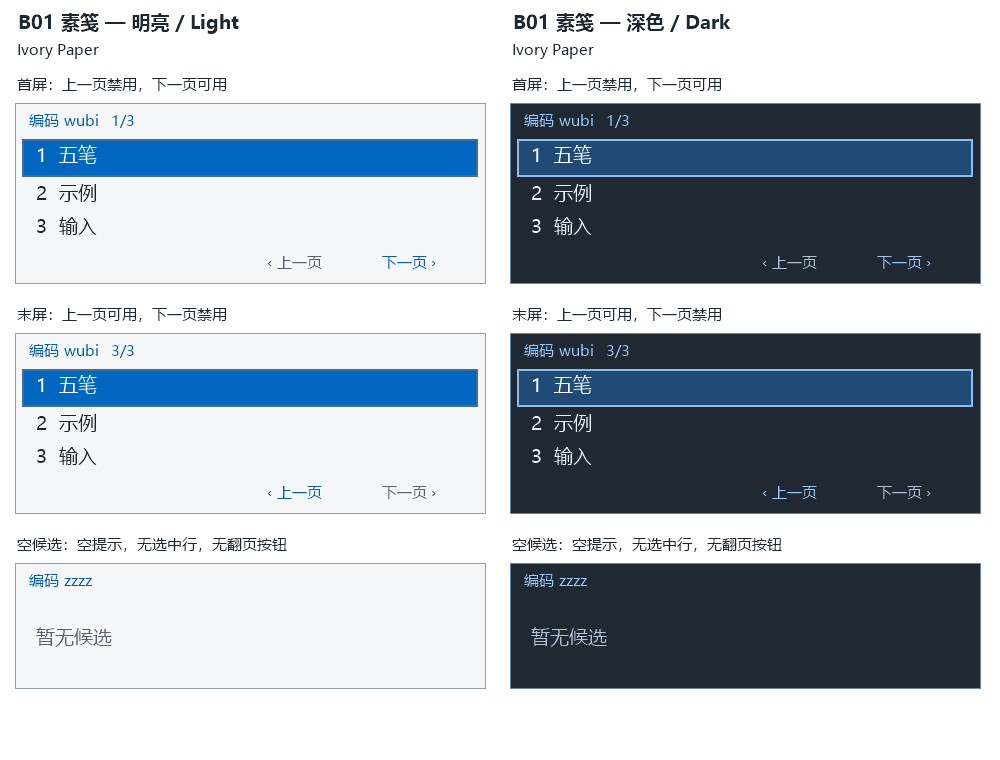 B01 素笺 — 明亮 / Light
Ivory Paper
首屏：上一页禁用，下一页可用
编码 wubi 1/3
1 五笔
2 示例
3 输入
‹ 上一页 下一页 ›
末屏：上一页可用，下一页禁用
编码 wubi 3/3
1 五笔
2 示例
3 输入
‹ 上一页 下一页 ›
空候选：空提示，无选中行，无翻页按钮
编码 zzzz
暂无候选
B01 素笺 — 深色 / Dark
Ivory Paper
首屏：上一页禁用，下一页可用
编码 wubi 1/3
1 五笔
2 示例
3 输入
‹ 上一页 下一页 ›
末屏：上一页可用，下一页禁用
编码 wubi 3/3
1 五笔
2 示例
3 输入
‹ 上一页 下一页 ›
空候选：空提示，无选中行，无翻页按钮
编码 zzzz
暂无候选